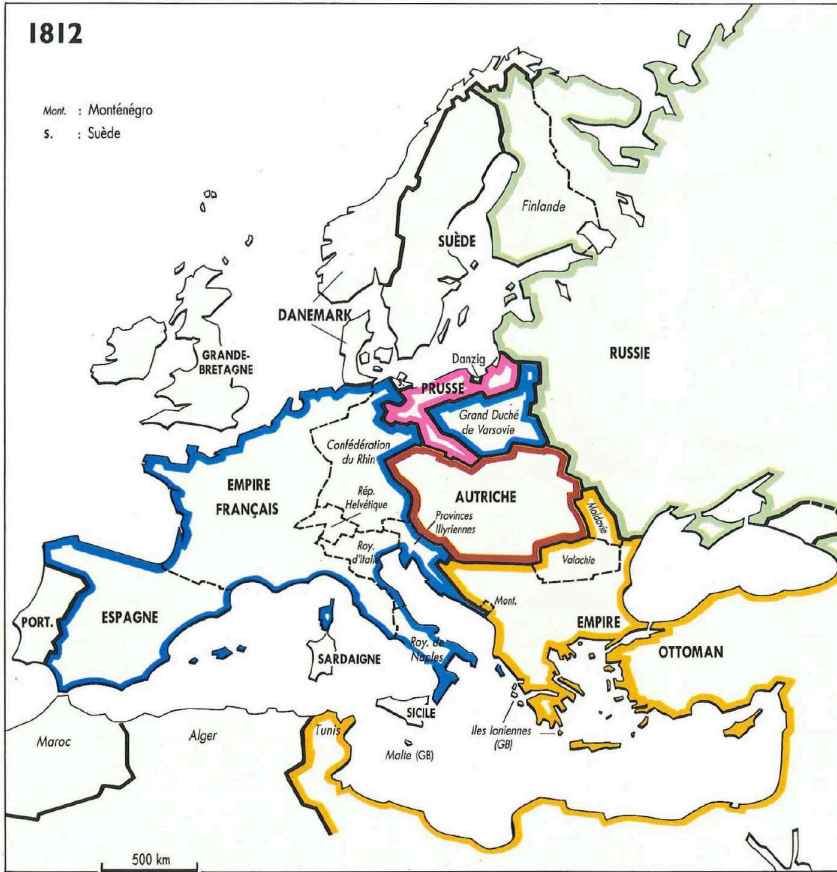 1812
Mont. : Monténégro
S. : Suède
Finlande
SUÈDE
DANEMARK
GRANDE-
BRETAGNE
RUSSIE
Danzig
S.
PRUSSE
Grand Duché
de Varsovie
Confédération
du Rhin
EMPIRE
FRANÇAIS
AUTRICHE
Rép.
Helvétique
Provinces
Illyriennes
Moldavie
Roy.
d'Italie
Valachie
Mont.
PORT.
ESPAGNE
EMPIRE
OTTOMAN
Roy. de
Naples
SARDAIGNE
SICILE
Iles Ioniennes
(GB)
Maroc
Alger
Tunis
Malte (GB)
500 km